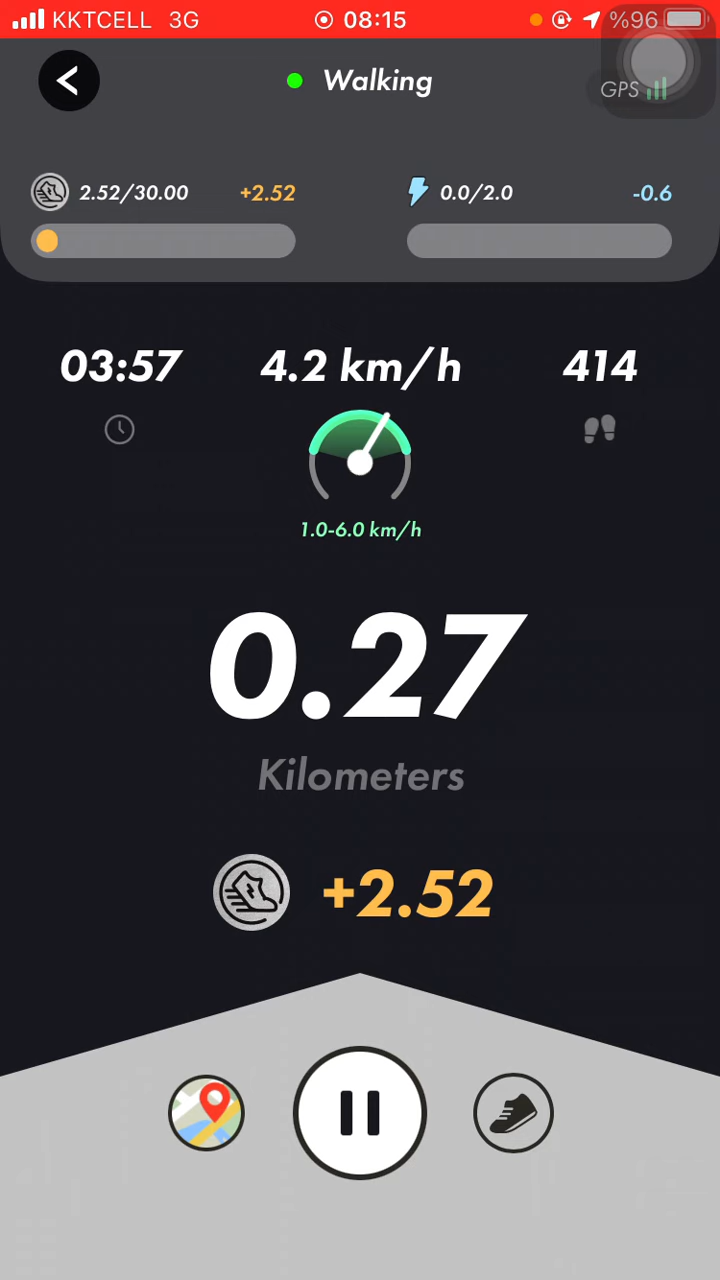 KKTCELL 3G 08:15 %96
Walking
GPS
2.52/30.00 +2.52 0.0/2.0 -0.6
03:57 4.2 km/h 414
1.0-6.0 km/h
0.27
Kilometers
+2.52